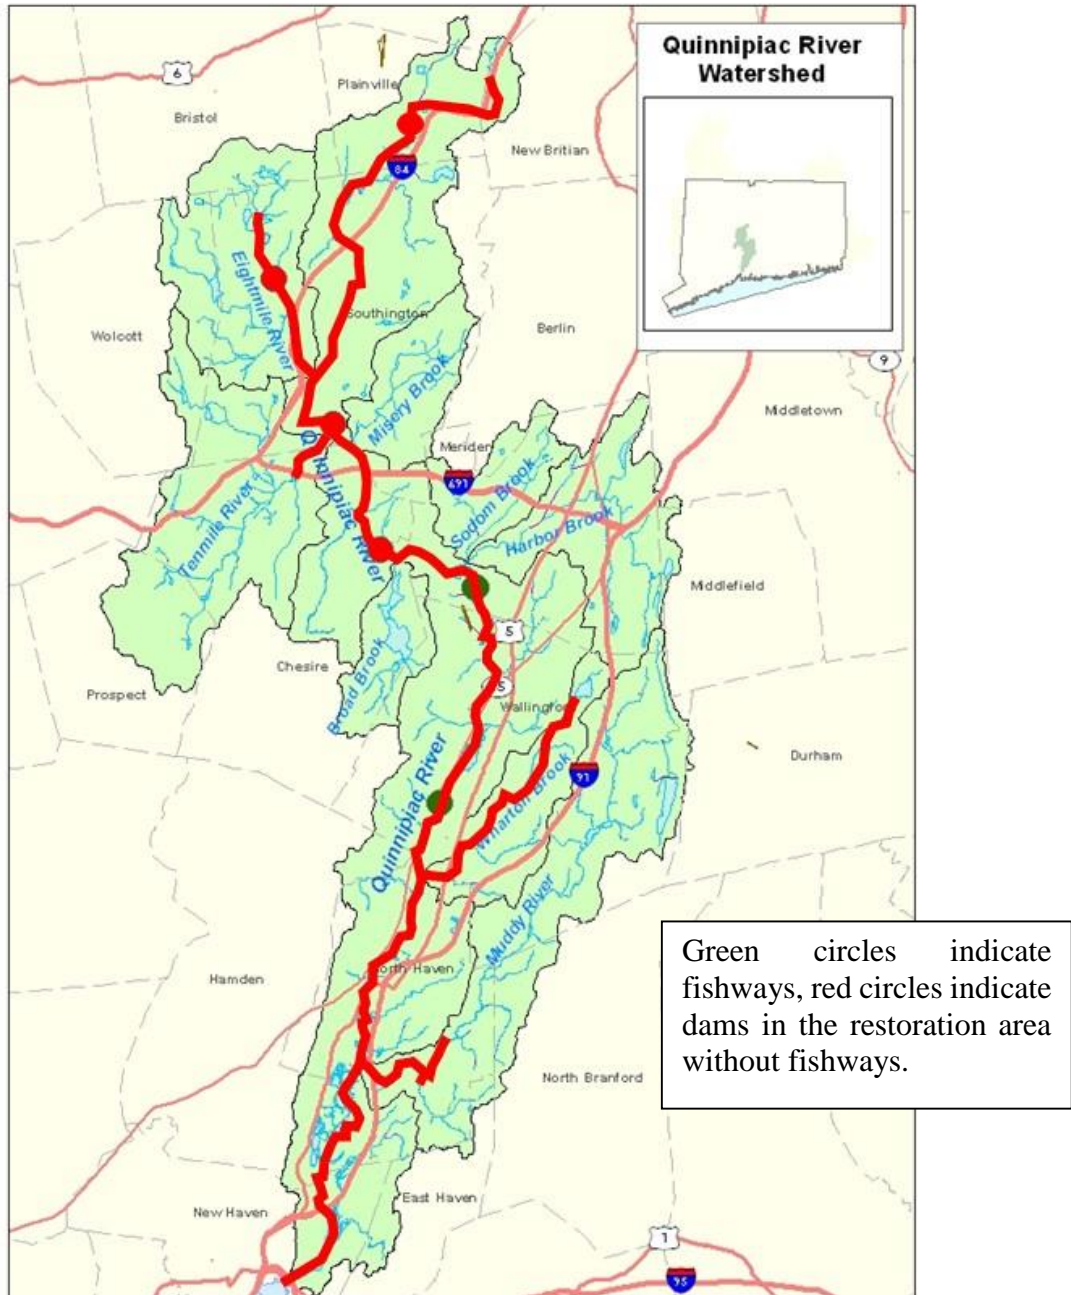 Quinnipiac River
Watershed
6
Plainville
Bristol
New Britian
84
Eightmile River
Southington
Wolcott
Berlin
9
Misery Brook
Middletown
Meriden
Quinnipiac River
691
Sodom Brook
Harbor Brook
Tenmile River
Middlefield
5
Chesire
Prospect
Broad Brook
5
Wallingford
Durham
91
Wharton Brook
Quinnipiac River
Muddy River
North Haven
Hamden
Green circles indicate
fishways, red circles indicate
dams in the restoration area
without fishways.
North Branford
East Haven
New Haven
1
95